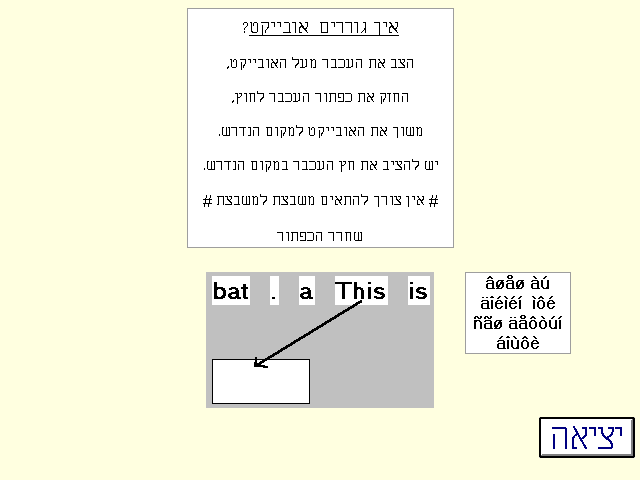 איך גוררים אובייקט?
הצב את העכבר מעל האובייקט,
החזק את כפתור העכבר לחוץ,
משוך את האובייקט למקום הנדרש.
יש להציב את חץ העכבר במקום הנדרש.
# אין צורך להתאים משבצת למשבצת #
שחרר הכפתור
bat . a This is
âøåø àú
äîéìéí ìôé
ñãø äåôòúí
áîùôè
יציאה